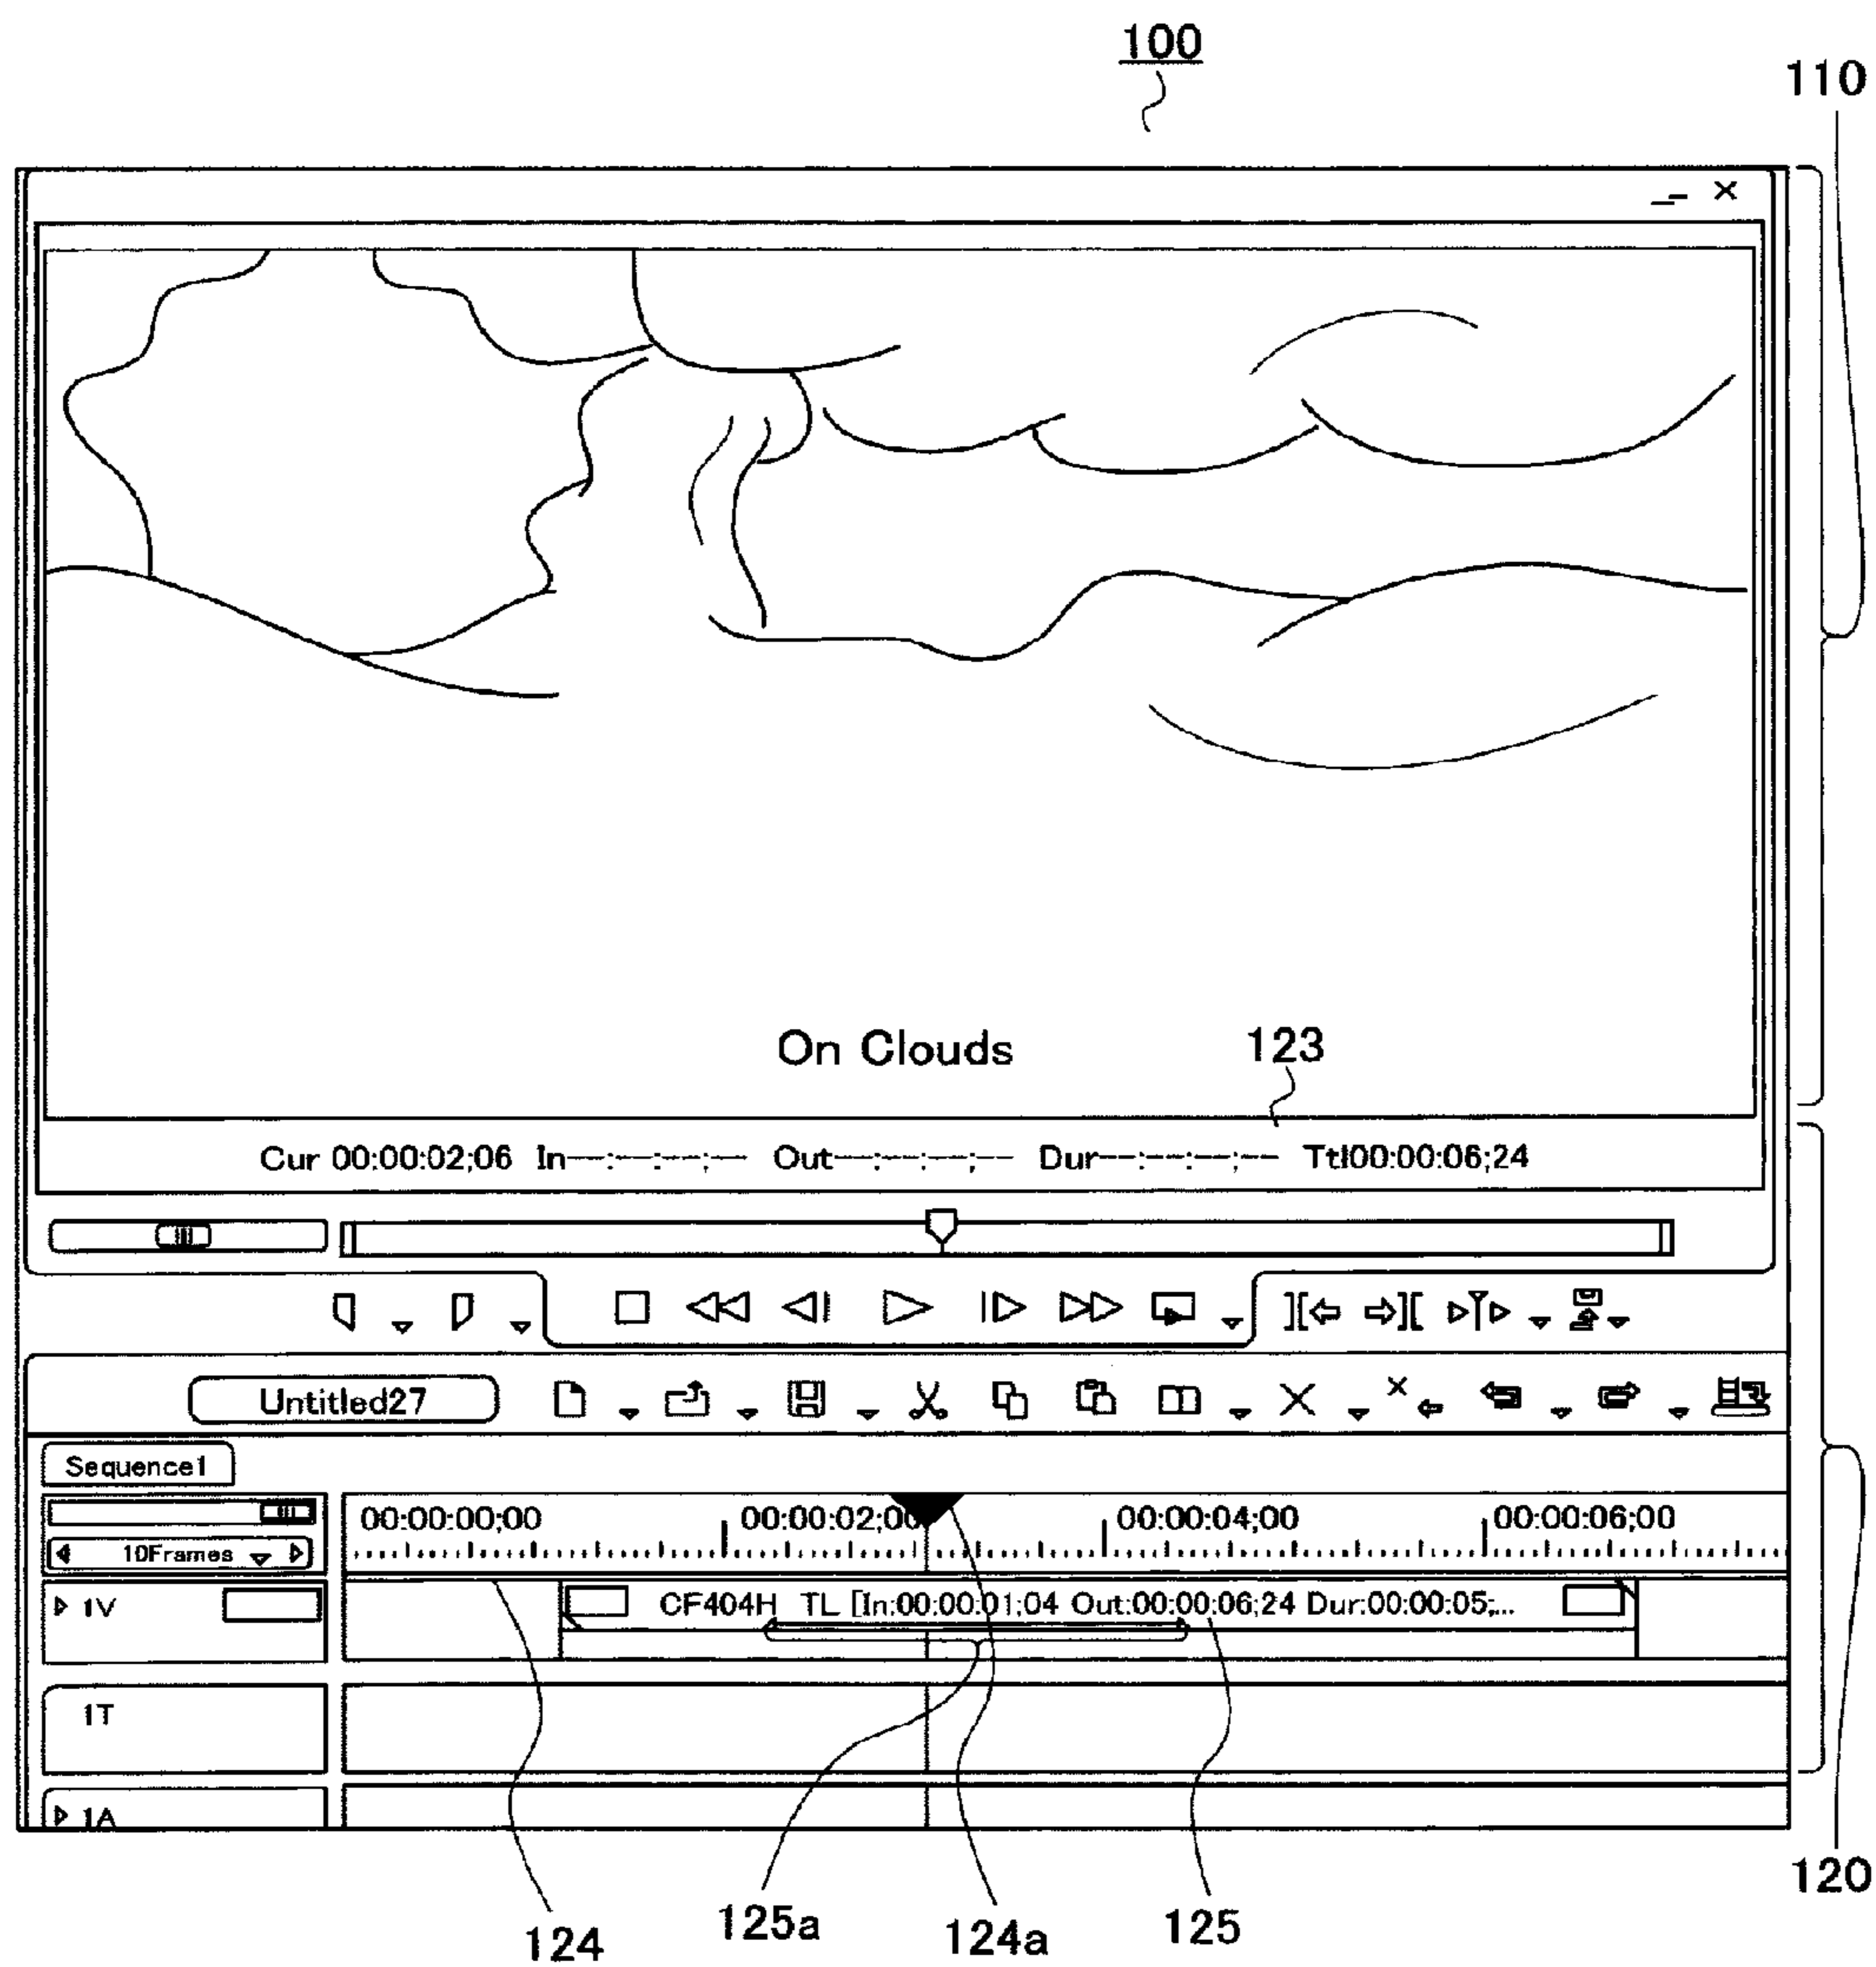 100
110
On Clouds
123
Cur 00:00:02;06 In--:--:--;-- Out--:--:--;-- Dur--:--:--;-- Ttl00:00:06;24
Untitled27
Sequence1
00:00:00;00 00:00:02;00 00:00:04;00 00:00:06;00
10Frames
1V
CF404H TL [In:00:00:01;04 Out:00:00:06;24 Dur:00:00:05;...
1T
1A
120
124 125a 124a 125